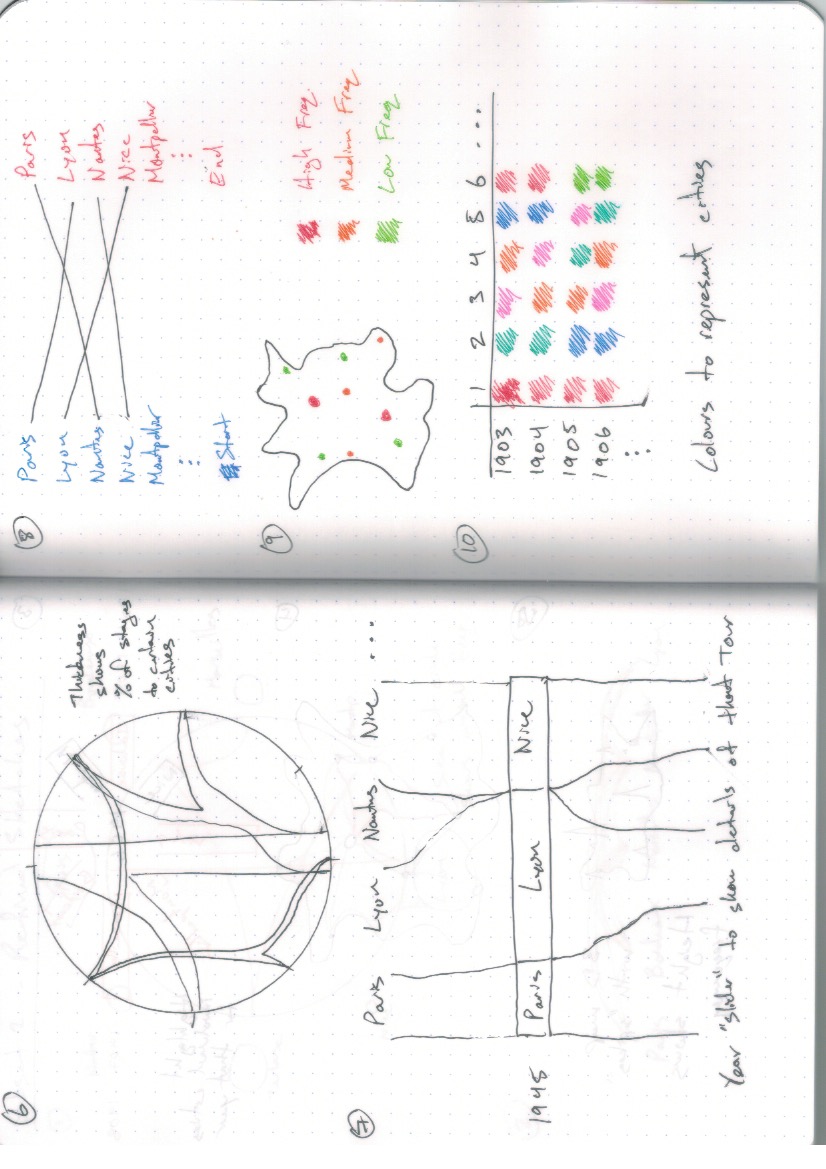 6
Thickness
shows
% of stages
to certain
cities
7
Paris Lyon Nantes Nice ...
1945 Paris Lyon Nice
Year "slider" to show details of that Tour
8
Paris Paris
Lyon Lyon
Nantes Nantes
Nice Nice
Montpellier Montpellier
Start End
9
High Freq.
Medium Freq
Low Freq
10
1 2 3 4 5 6 ...
1903
1904
1905
1906
Colours to represent cities